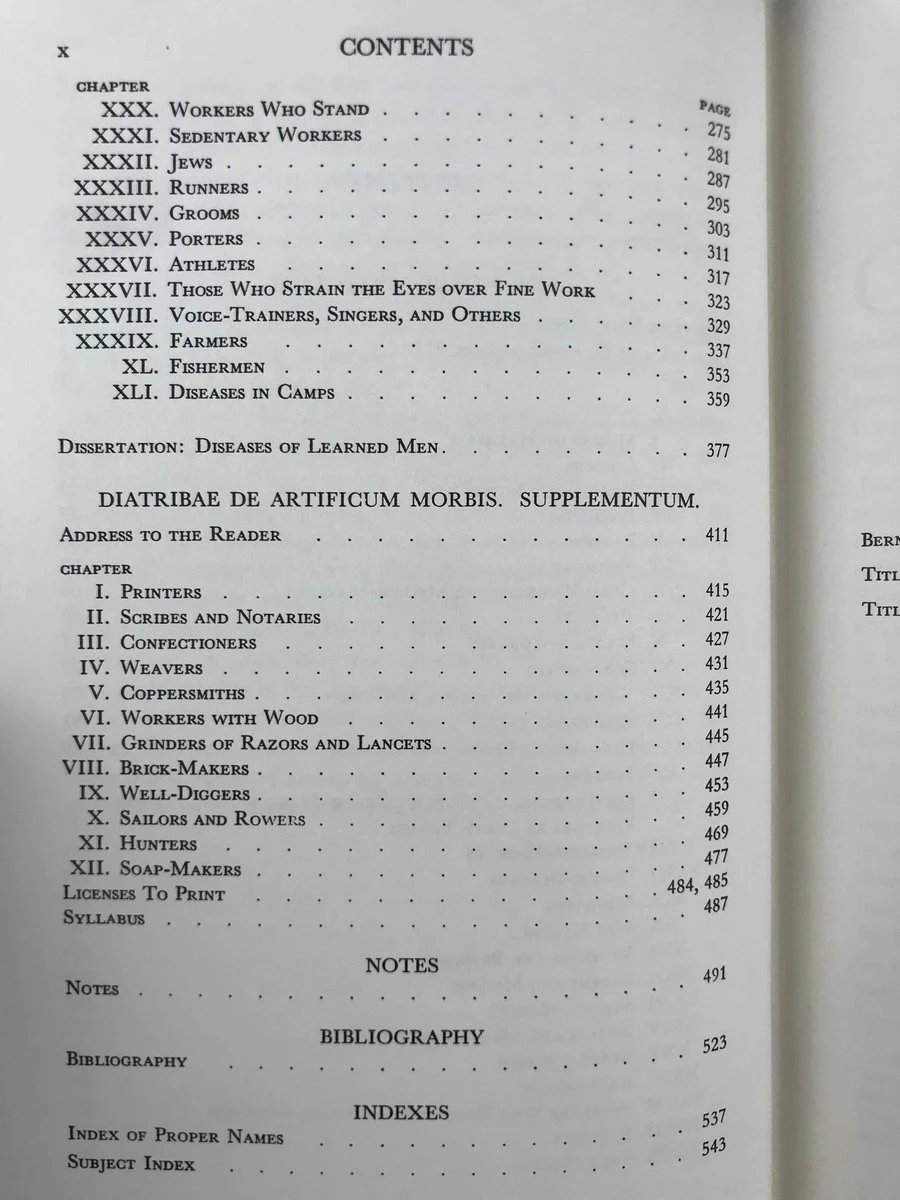 x CONTENTS
CHAPTER PAGE
XXX. Workers Who Stand . . . . . . . . . . . . 275
XXXI. Sedentary Workers . . . . . . . . . . . . 281
XXXII. Jews . . . . . . . . . . . . . . . . 287
XXXIII. Runners . . . . . . . . . . . . . . . 295
XXXIV. Grooms . . . . . . . . . . . . . . . 303
XXXV. Porters . . . . . . . . . . . . . . . 311
XXXVI. Athletes . . . . . . . . . . . . . . 317
XXXVII. Those Who Strain the Eyes over Fine Work . . . 323
XXXVIII. Voice-Trainers, Singers, and Others . . . . . . 329
XXXIX. Farmers . . . . . . . . . . . . . . 337
XL. Fishermen . . . . . . . . . . . . . . 353
XLI. Diseases in Camps . . . . . . . . . . . . 359
Dissertation: Diseases of Learned Men . . . . . . . . . 377
DIATRIBAE DE ARTIFICUM MORBIS. SUPPLEMENTUM.
Address to the Reader . . . . . . . . . . . . . 411
CHAPTER
I. Printers . . . . . . . . . . . . . . . . 415
II. Scribes and Notaries . . . . . . . . . . . . 421
III. Confectioners . . . . . . . . . . . . . . 427
IV. Weavers . . . . . . . . . . . . . . . . 431
V. Coppersmiths . . . . . . . . . . . . . . . 435
VI. Workers with Wood . . . . . . . . . . . . 441
VII. Grinders of Razors and Lancets . . . . . . . . 445
VIII. Brick-Makers . . . . . . . . . . . . . . 447
IX. Well-Diggers . . . . . . . . . . . . . . 453
X. Sailors and Rowers . . . . . . . . . . . . . 459
XI. Hunters . . . . . . . . . . . . . . . . 469
XII. Soap-Makers . . . . . . . . . . . . . . . 477
Licenses To Print . . . . . . . . . . . . . 484, 485
Syllabus . . . . . . . . . . . . . . . . . 487
NOTES
Notes . . . . . . . . . . . . . . . . . . 491
BIBLIOGRAPHY
Bibliography . . . . . . . . . . . . . . . 523
INDEXES
Index of Proper Names . . . . . . . . . . . . 537
Subject Index . . . . . . . . . . . . . . . 543
Bern
Titl
Titl